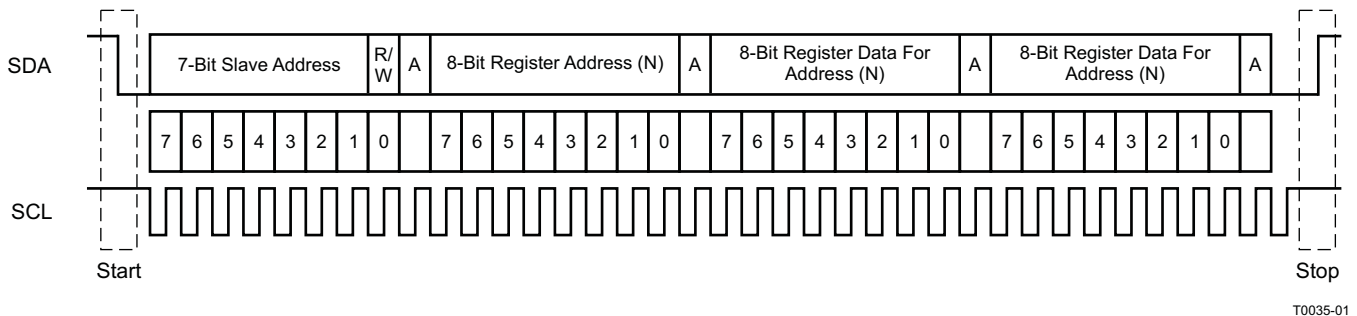 SDA
7-Bit Slave Address
R/
W
A
8-Bit Register Address (N)
A
8-Bit Register Data For
Address (N)
A
8-Bit Register Data For
Address (N)
A
7 6 5 4 3 2 1 0 7 6 5 4 3 2 1 0 7 6 5 4 3 2 1 0 7 6 5 4 3 2 1 0
SCL
Start
Stop
T0035-01